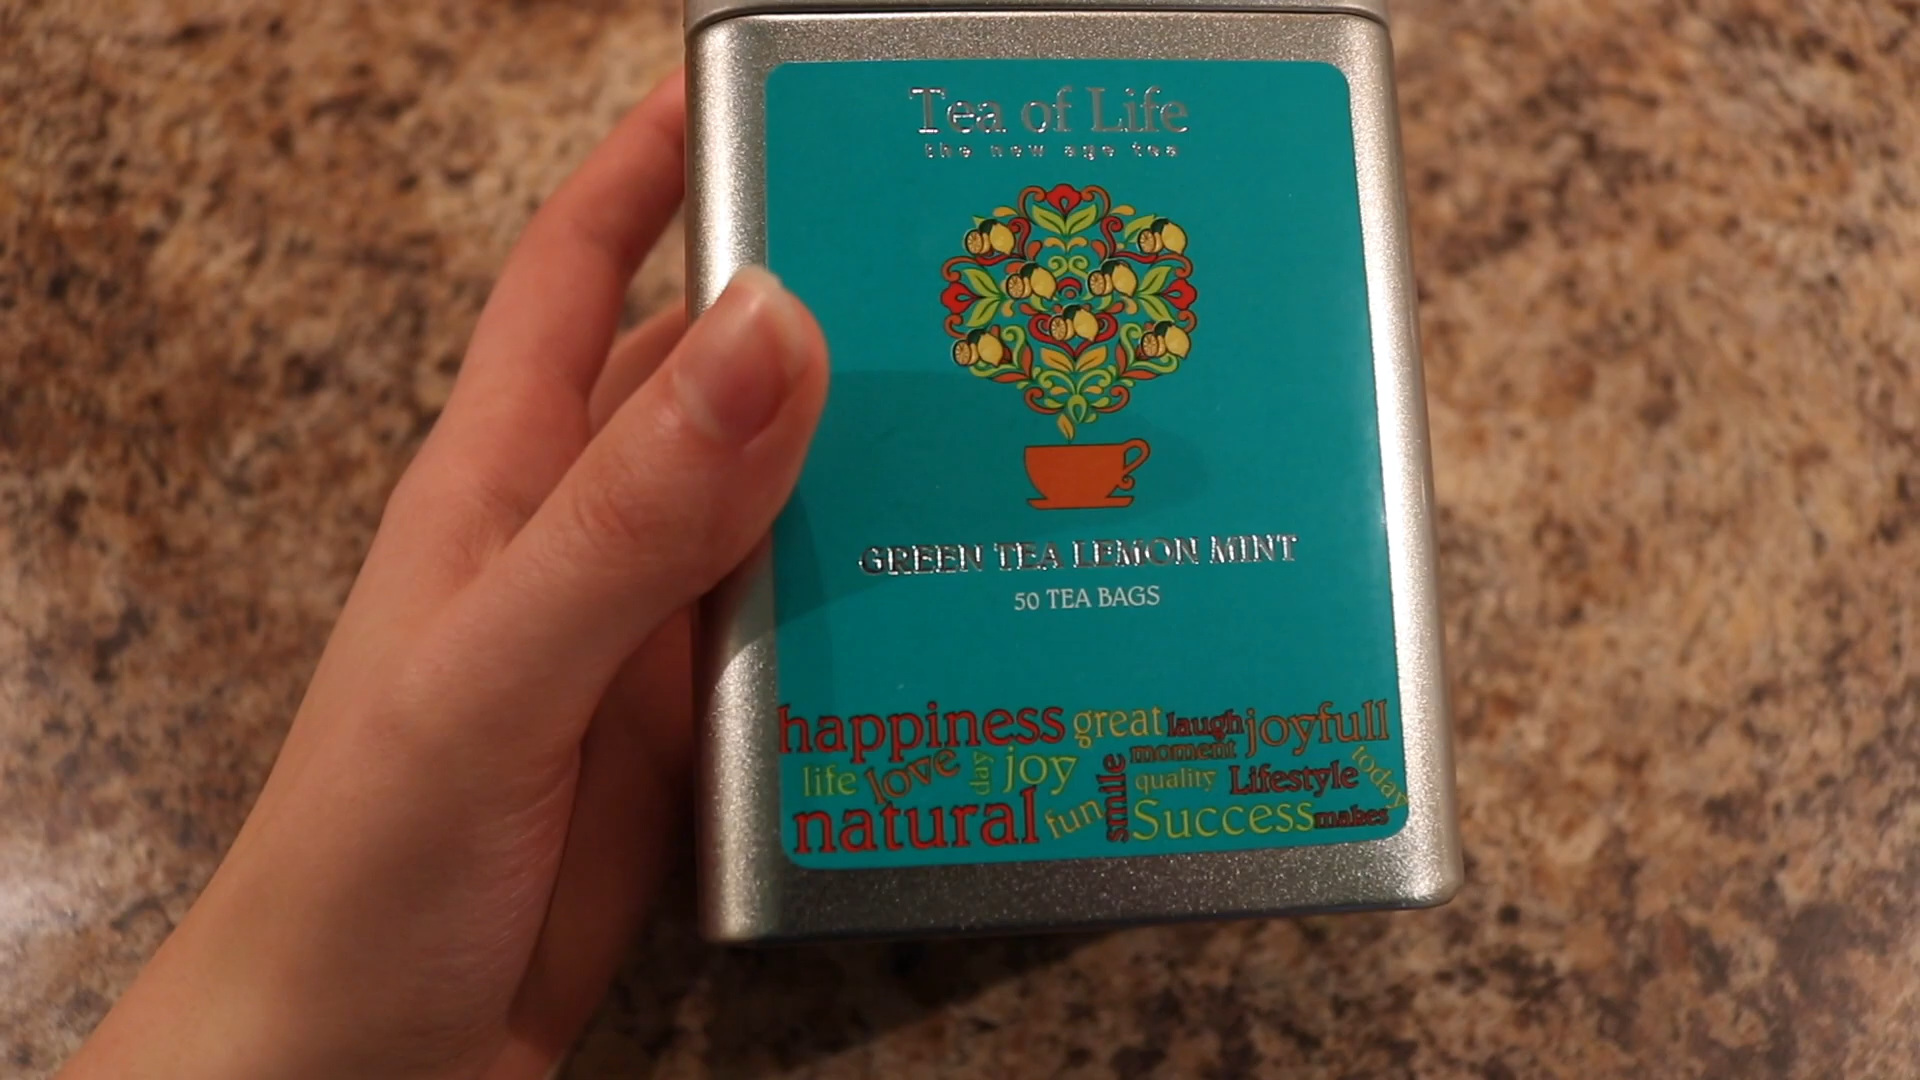 Tea of Life
the new age tea
GREEN TEA LEMON MINT
50 TEA BAGS
happiness great laugh joyfull
life love day joy smile moment today
quality Lifestyle
natural fun Success makes